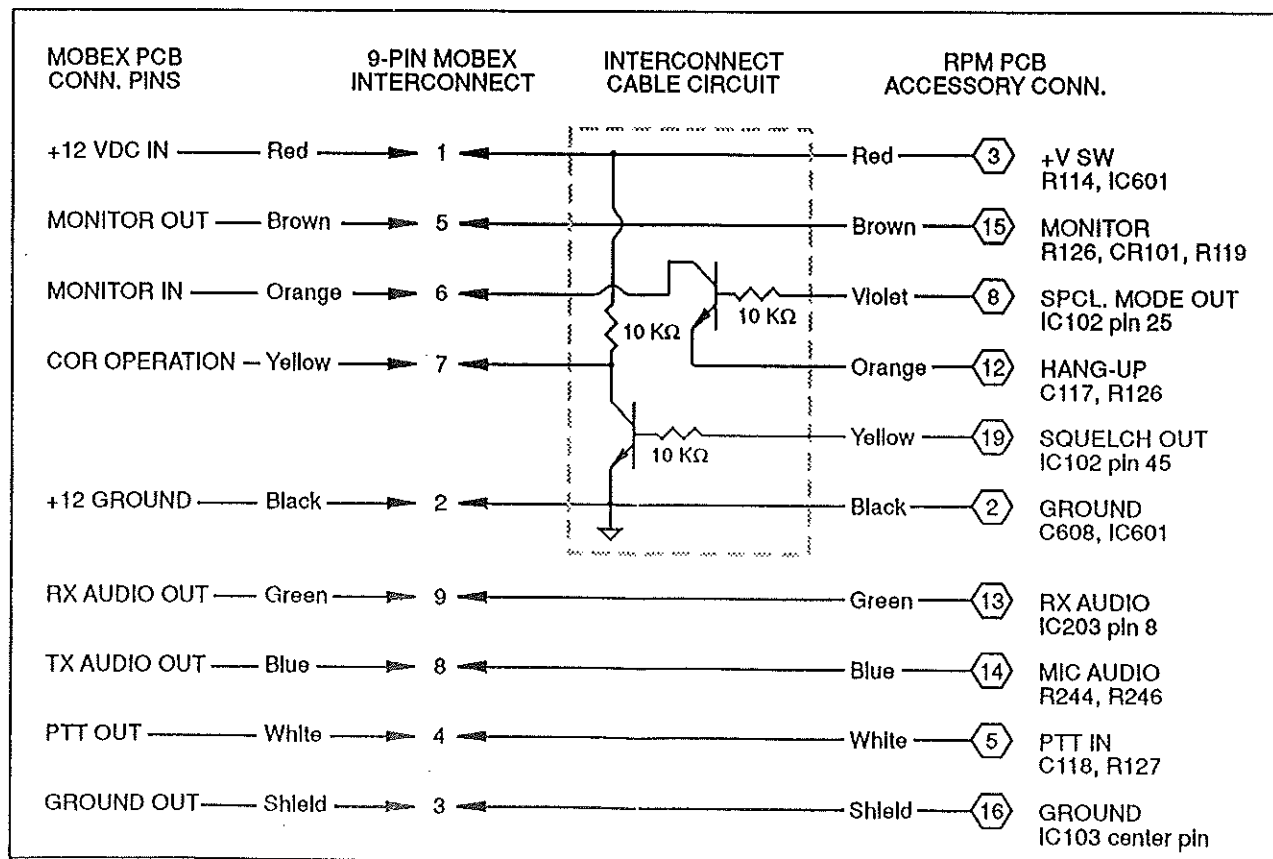 MOBEX PCB CONN. PINS
9-PIN MOBEX INTERCONNECT
INTERCONNECT CABLE CIRCUIT
RPM PCB ACCESSORY CONN.
+12 VDC IN Red 1 Red 3 +V SW
R114, IC601
MONITOR OUT Brown 5 Brown 15 MONITOR
R126, CR101, R119
MONITOR IN Orange 6 10 KΩ Violet 8 SPCL. MODE OUT
IC102 pin 25
10 KΩ
COR OPERATION Yellow 7 Orange 12 HANG-UP
C117, R126
10 KΩ Yellow 19 SQUELCH OUT
IC102 pin 45
+12 GROUND Black 2 Black 2 GROUND
C608, IC601
RX AUDIO OUT Green 9 Green 13 RX AUDIO
IC203 pin 8
TX AUDIO OUT Blue 8 Blue 14 MIC AUDIO
R244, R246
PTT OUT White 4 White 5 PTT IN
C118, R127
GROUND OUT Shield 3 Shield 16 GROUND
IC103 center pin